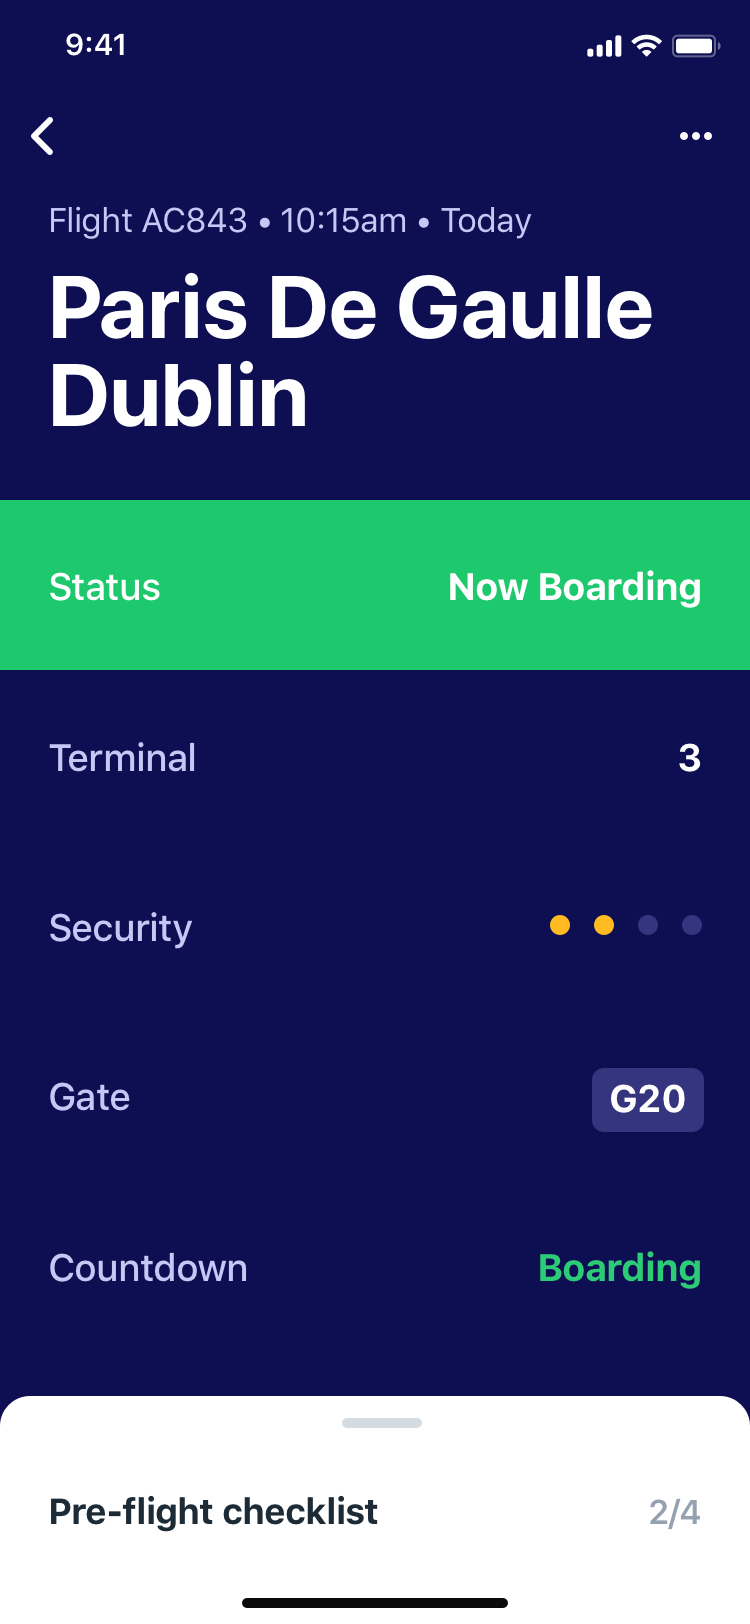 9:41
Flight AC843 • 10:15am • Today
Paris De Gaulle
Dublin
Status Now Boarding
Terminal 3
Security
Gate G20
Countdown Boarding
Pre-flight checklist 2/4